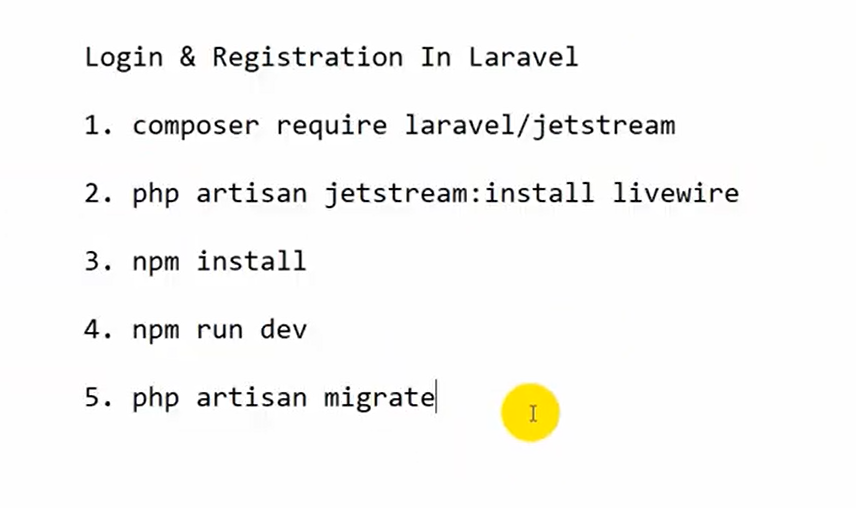 Login & Registration In Laravel
1. composer require laravel/jetstream
2. php artisan jetstream:install livewire
3. npm install
4. npm run dev
5. php artisan migrate